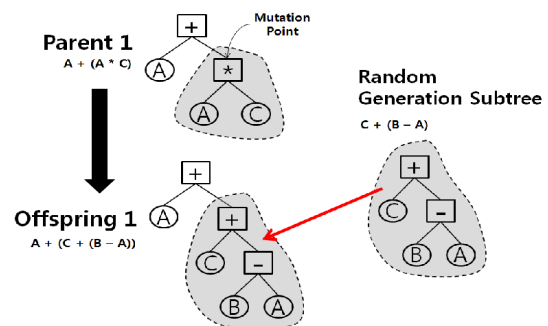 Mutation
Point
Parent 1
A + (A * C)
+
A
*
A
C
Random
Generation Subtree
C + (B – A)
+
C
-
B
A
Offspring 1
A + (C + (B – A))
+
A
+
C
-
B
A